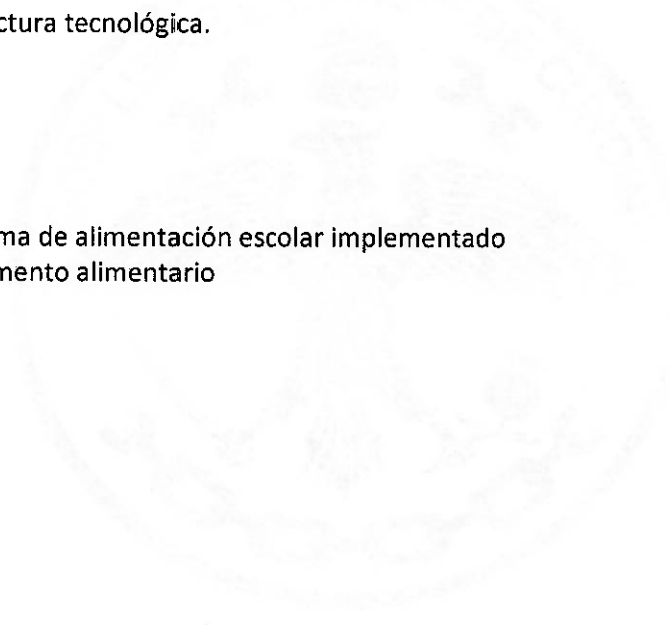 ctura tecnológica.
ma de alimentación escolar implementado
mento alimentario